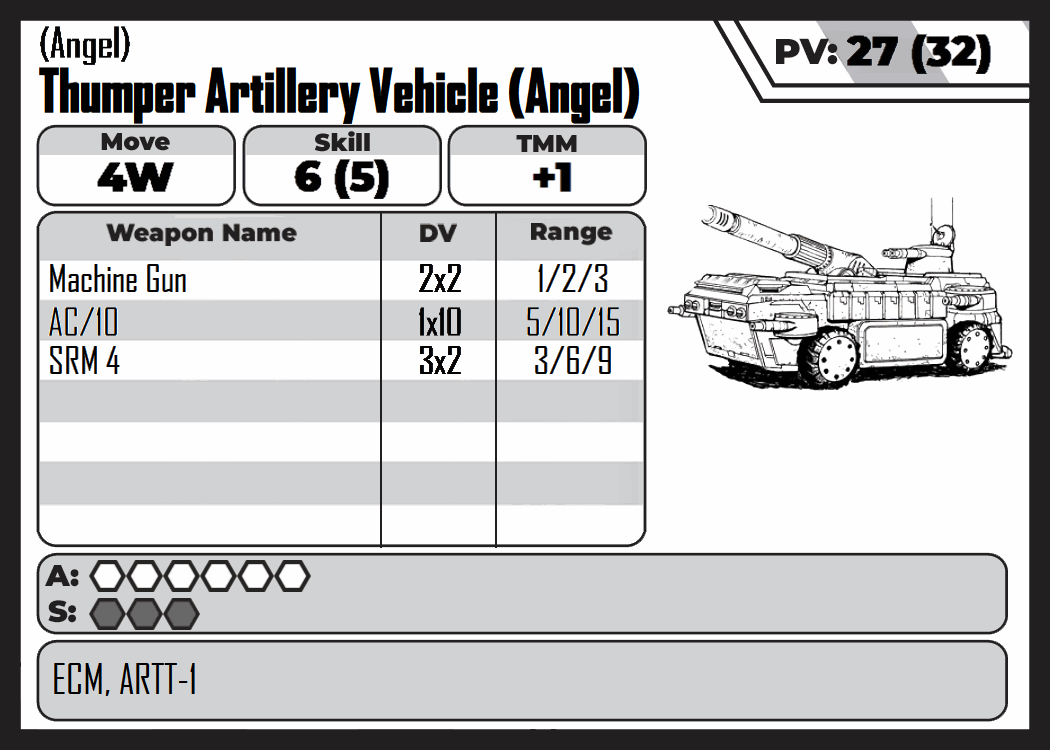 (Angel)
PV: 27 (32)
Thumper Artillery Vehicle (Angel)
Move Skill TMM
4W 6 (5) +1
Weapon Name DV Range
Machine Gun 2x2 1/2/3
AC/10 1x10 5/10/15
SRM 4 3x2 3/6/9
A:
S:
ECM, ARTT-1